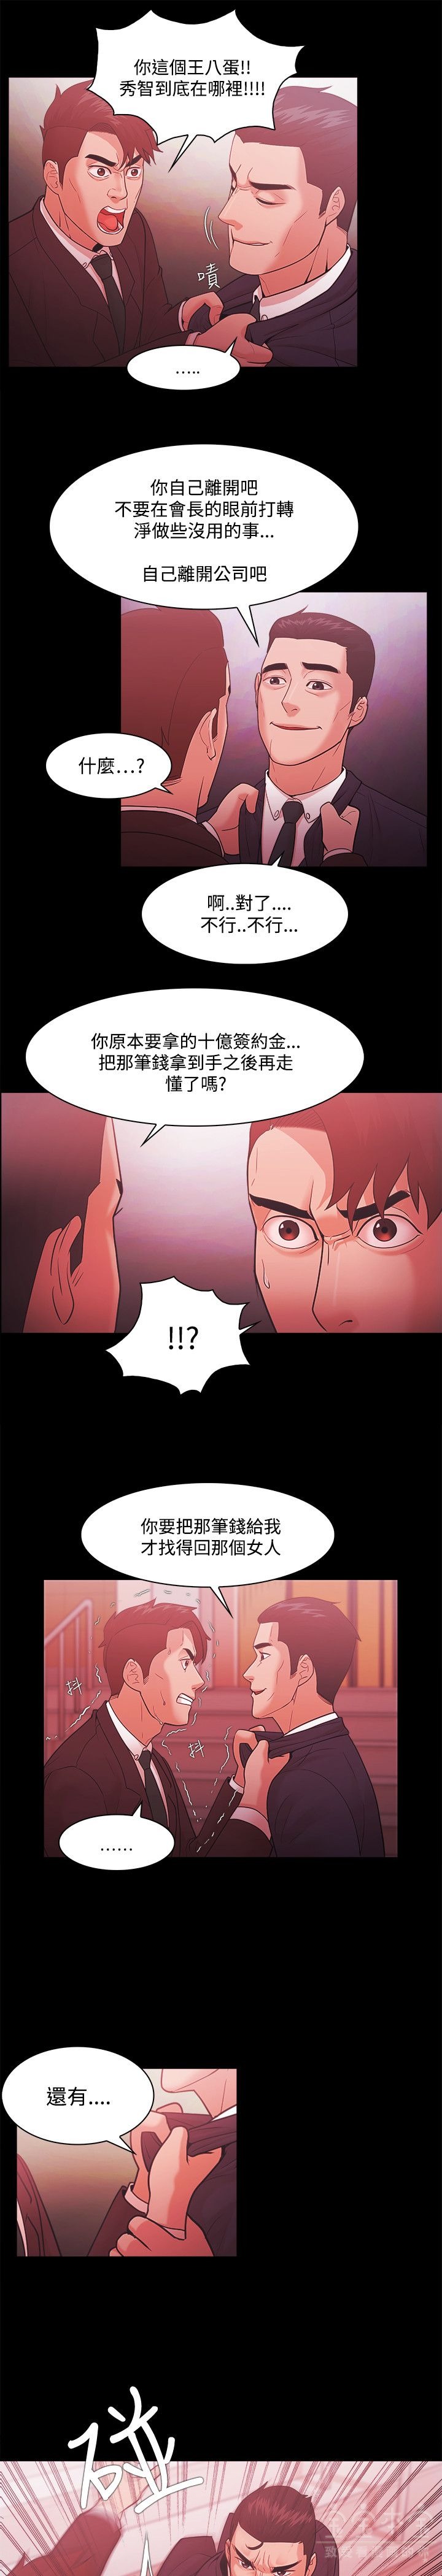 你這個王八蛋!!
秀智到底在哪裡!!!!
嘖
.....
你自己離開吧
不要在會長的眼前打轉
淨做些沒用的事...
自己離開公司吧
什麼...?
啊..對了....
不行..不行...
你原本要拿的十億簽約金...
把那筆錢拿到手之後再走
懂了嗎?
!!?
你要把那筆錢給我
才找得回那個女人
抖
抖
......
還有....
碰